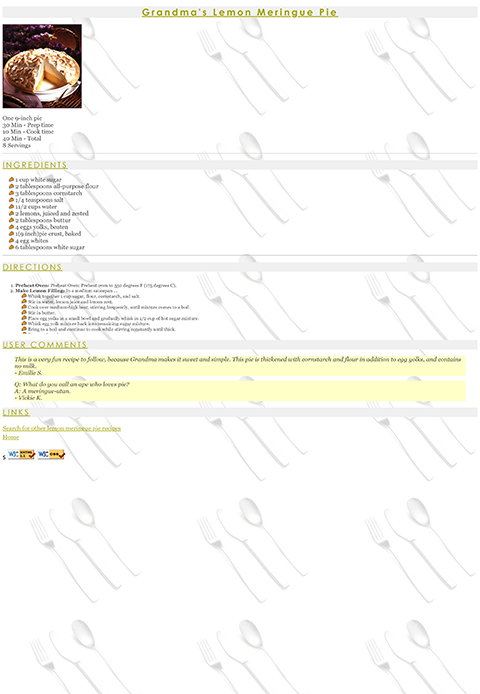 Grandma's Lemon Meringue Pie
One 9-inch pie
30 Min - Prep time
10 Min - Cook time
40 Min - Total
8 Servings
INGREDIENTS
1 cup white sugar
2 tablespoons all-purpose flour
3 tablespoons cornstarch
1/4 teaspoons salt
11/2 cups water
2 lemons, juiced and zested
2 tablespoons buttur
4 eggs yolks, beaten
1(9 inch)pie crust, baked
4 egg whites
6 tablespoons white sugar
DIRECTIONS
1. Preheat Oven: Preheat Oven: Preheat oven to 350 degrees F (175 degrees C).
2. Make Lemon Filling: In a medium saucepan...
Whisk together 1 cup sugar, flour, cornstarch, and salt.
Stir in water, lemon juice and lemon zest.
Cook over medium-high heat, stirring frequently, until mixture comes to a boil.
Stir in butter.
Place egg yolks in a small bowl and gradually whisk in 1/2 cup of hot sugar mixture.
Whisk egg yolk mixture back into remaining sugar mixture.
Bring to a boil and continue to cook while stirring constantly until thick.
USER COMMENTS
This is a very fun recipe to follow, because Grandma makes it sweet and simple. This pie is thickened with cornstarch and flour in addition to egg yolks, and contains
no milk.
- Emilie S.
Q: What do you call an ape who loves pie?
A: A meringue-utan.
- Vickie K.
LINKS
Search for other lemon meringue pie recipes
Home
5 W3C XHTML 1.1 W3C CSS